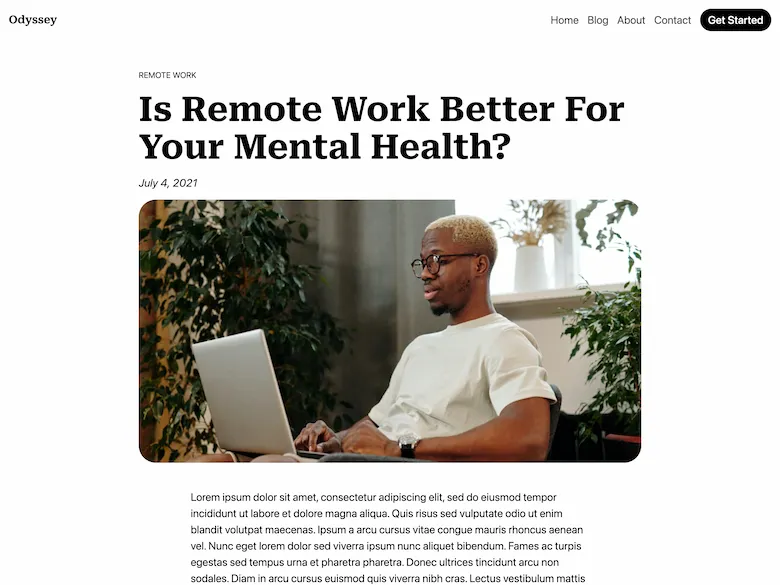 Odyssey
Home Blog About Contact Get Started
REMOTE WORK
Is Remote Work Better For
Your Mental Health?
July 4, 2021
Lorem ipsum dolor sit amet, consectetur adipiscing elit, sed do eiusmod tempor
incididunt ut labore et dolore magna aliqua. Quis risus sed vulputate odio ut enim
blandit volutpat maecenas. Ipsum a arcu cursus vitae congue mauris rhoncus aenean
vel. Nunc eget lorem dolor sed viverra ipsum nunc aliquet bibendum. Fames ac turpis
egestas sed tempus urna et pharetra pharetra. Donec ultrices tincidunt arcu non
sodales. Diam in arcu cursus euismod quis viverra nibh cras. Lectus vestibulum mattis